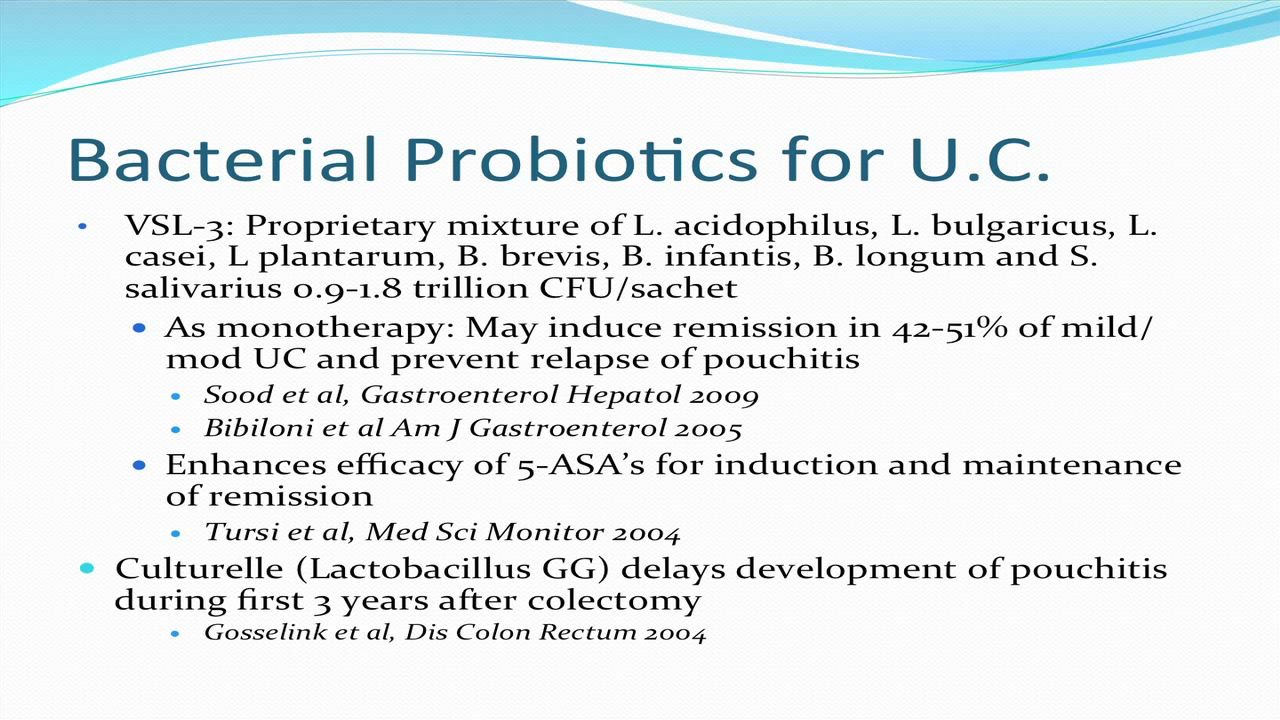 Bacterial Probiotics for U.C.
• VSL-3: Proprietary mixture of L. acidophilus, L. bulgaricus, L.
casei, L plantarum, B. brevis, B. infantis, B. longum and S.
salivarius 0.9-1.8 trillion CFU/sachet
• As monotherapy: May induce remission in 42-51% of mild/
mod UC and prevent relapse of pouchitis
• Sood et al, Gastroenterol Hepatol 2009
• Bibiloni et al Am J Gastroenterol 2005
• Enhances efficacy of 5-ASA’s for induction and maintenance
of remission
• Tursi et al, Med Sci Monitor 2004
• Culturelle (Lactobacillus GG) delays development of pouchitis
during first 3 years after colectomy
• Gosselink et al, Dis Colon Rectum 2004